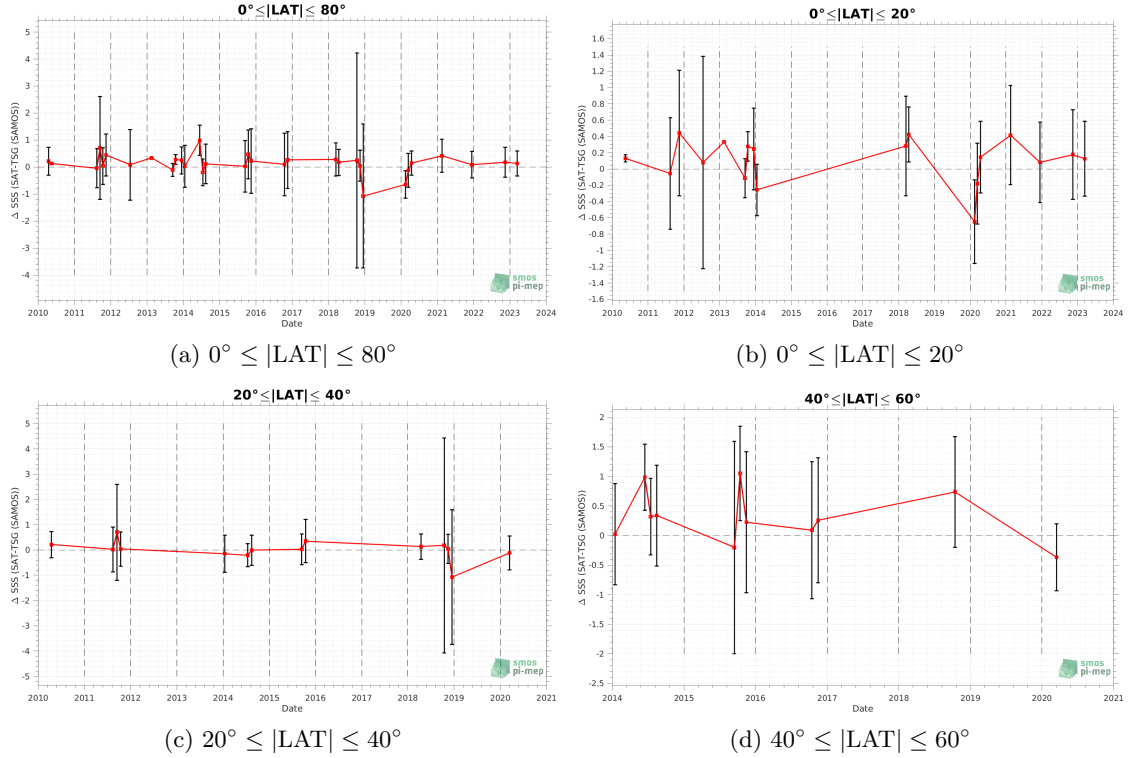 0°≤|LAT|≤ 80°
Δ SSS (SAT-TSG (SAMOS))
5
4
3
2
1
0
-1
-2
-3
-4
2010 2011 2012 2013 2014 2015 2016 2017 2018 2019 2020 2021 2022 2023 2024
Date
smos
pi-mep
(a) 0° ≤ |LAT| ≤ 80°
0°≤|LAT|≤ 20°
Δ SSS (SAT-TSG (SAMOS))
1.6
1.4
1.2
1
0.8
0.6
0.4
0.2
0
-0.2
-0.4
-0.6
-0.8
-1
-1.2
-1.4
-1.6
2010 2011 2012 2013 2014 2015 2016 2017 2018 2019 2020 2021 2022 2023 2024
Date
smos
pi-mep
(b) 0° ≤ |LAT| ≤ 20°
20°≤|LAT|≤ 40°
Δ SSS (SAT-TSG (SAMOS))
5
4
3
2
1
0
-1
-2
-3
-4
-5
2010 2011 2012 2013 2014 2015 2016 2017 2018 2019 2020 2021
Date
smos
pi-mep
(c) 20° ≤ |LAT| ≤ 40°
40°≤|LAT|≤ 60°
Δ SSS (SAT-TSG (SAMOS))
2
1.5
1
0.5
0
-0.5
-1
-1.5
-2
-2.5
2014 2015 2016 2017 2018 2019 2020 2021
Date
smos
pi-mep
(d) 40° ≤ |LAT| ≤ 60°